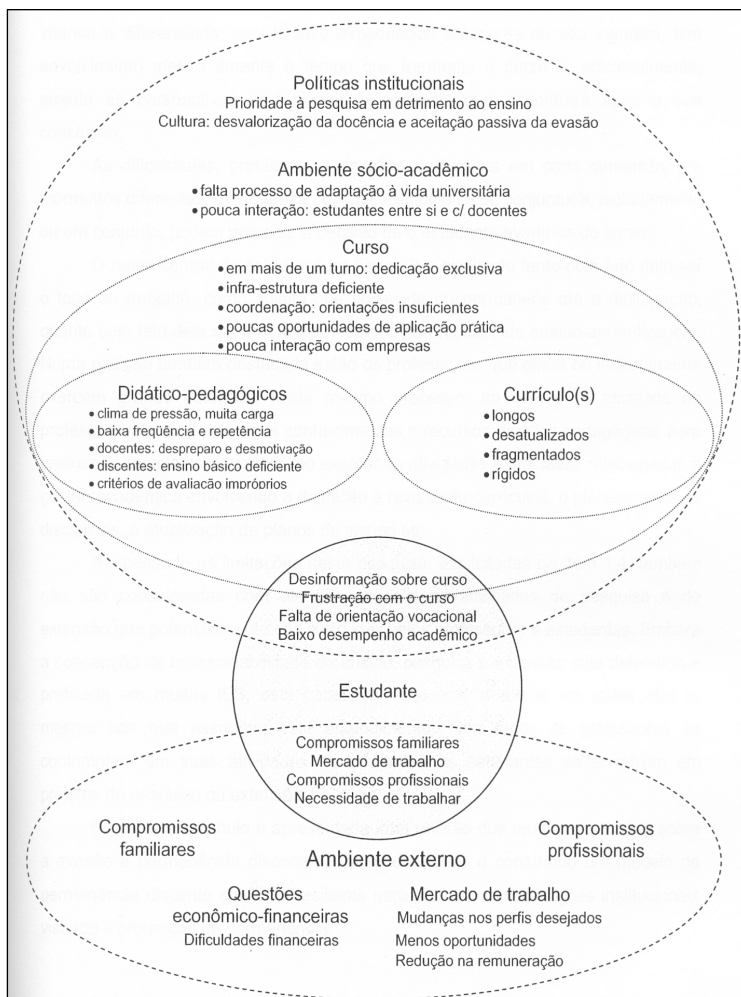 Políticas institucionais
Prioridade à pesquisa em detrimento ao ensino
Cultura: desvalorização da docência e aceitação passiva da evasão
Ambiente sócio-acadêmico
• falta processo de adaptação à vida universitária
• pouca interação: estudantes entre si e c/ docentes
Curso
• em mais de um turno: dedicação exclusiva
• infra-estrutura deficiente
• coordenação: orientações insuficientes
• poucas oportunidades de aplicação prática
• pouca interação com empresas
Didático-pedagógicos
• clima de pressão, muita carga
• baixa freqüência e repetência
• docentes: despreparo e desmotivação
• discentes: ensino básico deficiente
• critérios de avaliação impróprios
Currículo(s)
• longos
• desatualizados
• fragmentados
• rígidos
Desinformação sobre curso
Frustração com o curso
Falta de orientação vocacional
Baixo desempenho acadêmico
Estudante
Compromissos familiares
Mercado de trabalho
Compromissos profissionais
Necessidade de trabalhar
Compromissos
familiares
Compromissos
profissionais
Ambiente externo
Questões
econômico-financeiras
Dificuldades financeiras
Mercado de trabalho
Mudanças nos perfis desejados
Menos oportunidades
Redução na remuneração